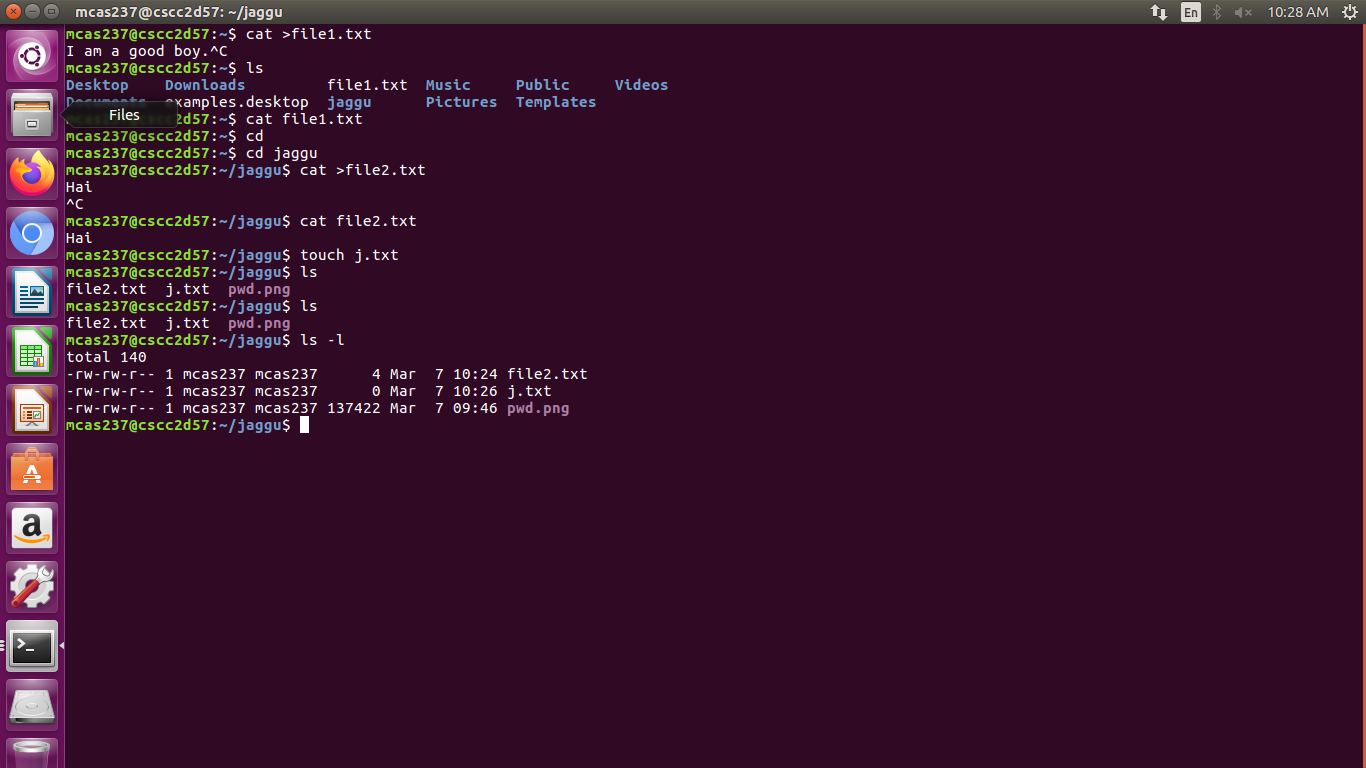 mcas237@cscc2d57: ~/jaggu
En
10:28 AM
mcas237@cscc2d57:~$ cat >file1.txt
I am a good boy.^C
mcas237@cscc2d57:~$ ls
Desktop    Downloads         file1.txt  Music     Public     Videos
Documents  examples.desktop  jaggu      Pictures  Templates
Files
mcas237@cscc2d57:~$ cat file1.txt
mcas237@cscc2d57:~$ cd
mcas237@cscc2d57:~$ cd jaggu
mcas237@cscc2d57:~/jaggu$ cat >file2.txt
Hai
^C
mcas237@cscc2d57:~/jaggu$ cat file2.txt
Hai
mcas237@cscc2d57:~/jaggu$ touch j.txt
mcas237@cscc2d57:~/jaggu$ ls
file2.txt  j.txt  pwd.png
mcas237@cscc2d57:~/jaggu$ ls
file2.txt  j.txt  pwd.png
mcas237@cscc2d57:~/jaggu$ ls -l
total 140
-rw-rw-r-- 1 mcas237 mcas237      4 Mar  7 10:24 file2.txt
-rw-rw-r-- 1 mcas237 mcas237      0 Mar  7 10:26 j.txt
-rw-rw-r-- 1 mcas237 mcas237 137422 Mar  7 09:46 pwd.png
mcas237@cscc2d57:~/jaggu$